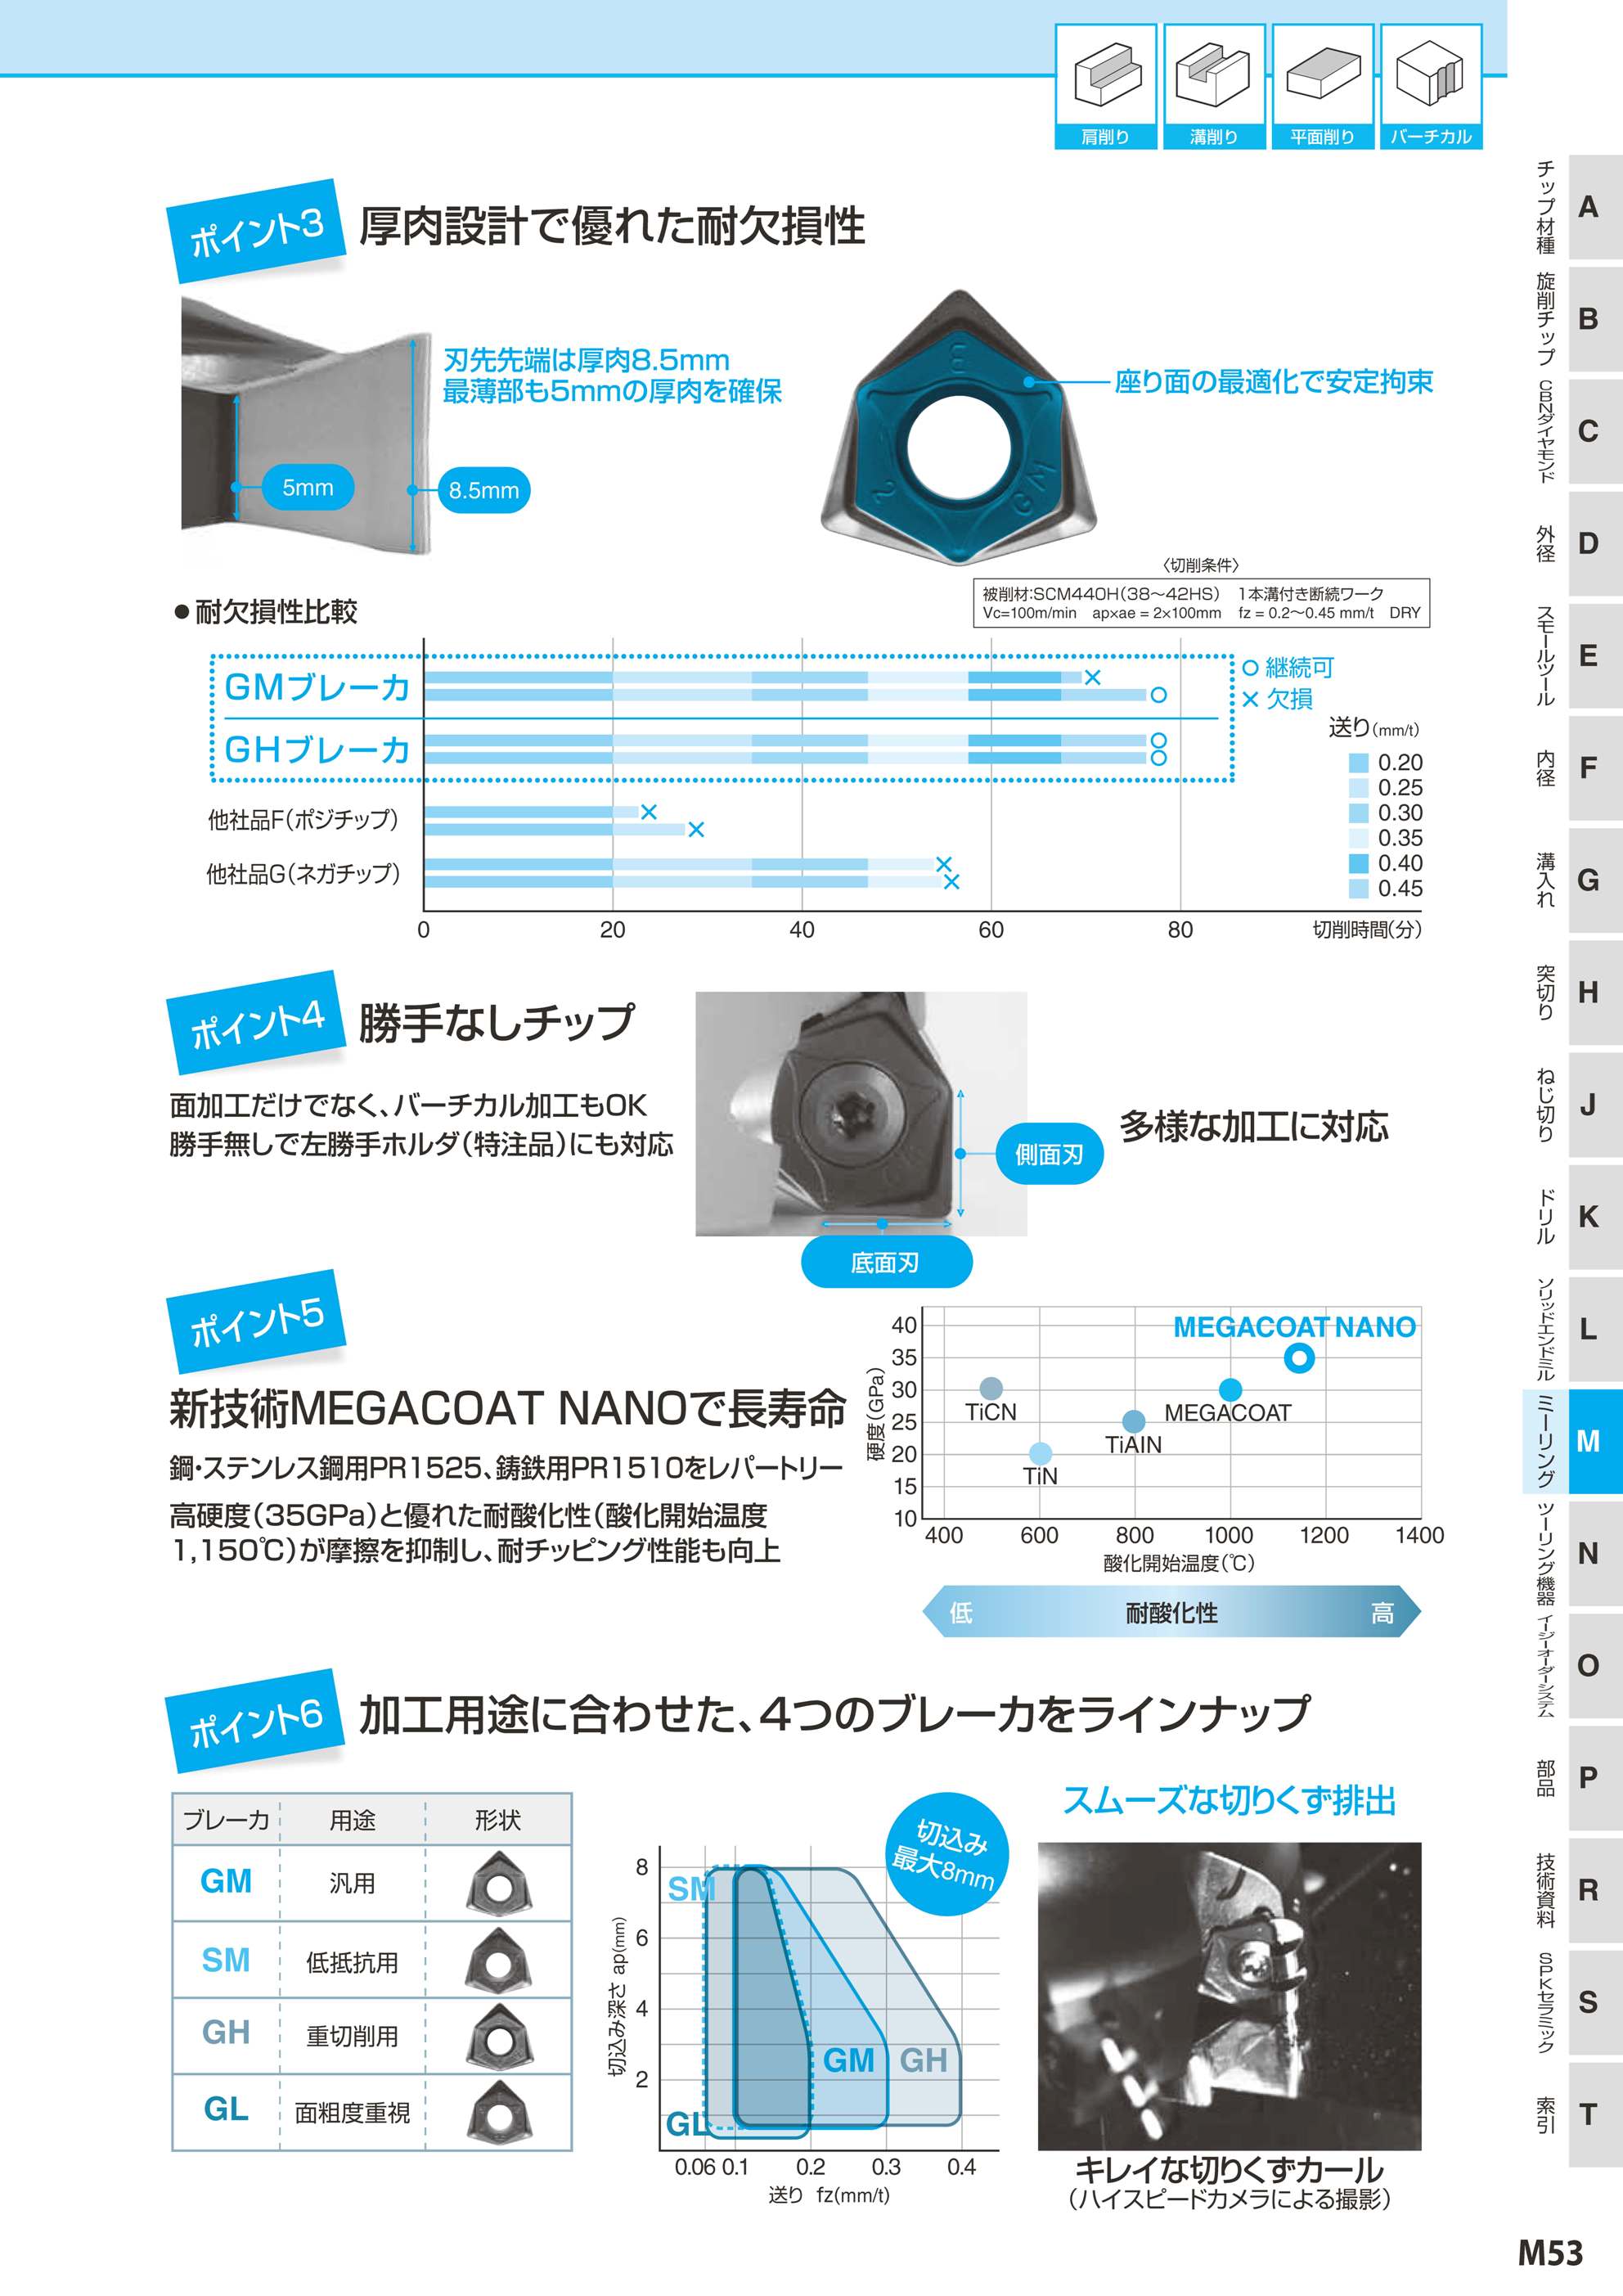 肩削り
溝削り
平面削り
バーチカル
ポイント3
厚肉設計で優れた耐欠損性
刃先先端は厚肉8.5mm
最薄部も5mmの厚肉を確保
5mm
8.5mm
座り面の最適化で安定拘束
GM
〈切削条件〉
被削材:SCM440H(38～42HS) 1本溝付き断続ワーク
Vc=100m/min ap×ae = 2×100mm fz = 0.2～0.45 mm/t DRY
●耐欠損性比較
GMブレーカ
GHブレーカ
他社品F(ポジチップ)
他社品G(ネガチップ)
○ 継続可
× 欠損
送り(mm/t)
0.20
0.25
0.30
0.35
0.40
0.45
0 20 40 60 80 切削時間(分)
ポイント4
勝手なしチップ
面加工だけでなく、バーチカル加工もOK
勝手無しで左勝手ホルダ(特注品)にも対応
側面刃
底面刃
多様な加工に対応
ポイント5
新技術MEGACOAT NANOで長寿命
鋼・ステンレス鋼用PR1525、鋳鉄用PR1510をレパートリー
高硬度(35GPa)と優れた耐酸化性(酸化開始温度
1,150℃)が摩擦を抑制し、耐チッピング性能も向上
硬度(GPa)
40
35
30
25
20
15
10
MEGACOAT NANO
TiCN
MEGACOAT
TiAlN
TiN
400 600 800 1000 1200 1400
酸化開始温度(℃)
低 耐酸化性 高
ポイント6
加工用途に合わせた、4つのブレーカをラインナップ
ブレーカ 用途 形状
GM 汎用
SM 低抵抗用
GH 重切削用
GL 面粗度重視
切込み深さ ap(mm)
8
6
4
2
SM
GM
GH
GL
切込み
最大8mm
0.06 0.1 0.2 0.3 0.4
送り fz(mm/t)
スムーズな切りくず排出
キレイな切りくずカール
(ハイスピードカメラによる撮影)
チップ材種 A
旋削チップ B
CBNダイヤモンド C
外径 D
スモールツール E
内径 F
溝入れ G
突切り H
ねじ切り J
ドリル K
ソリッドエンドミル L
ミーリング M
ツーリング機器 N
イージーオーダーシステム O
部品 P
技術資料 R
SPKセラミック S
索引 T
M53